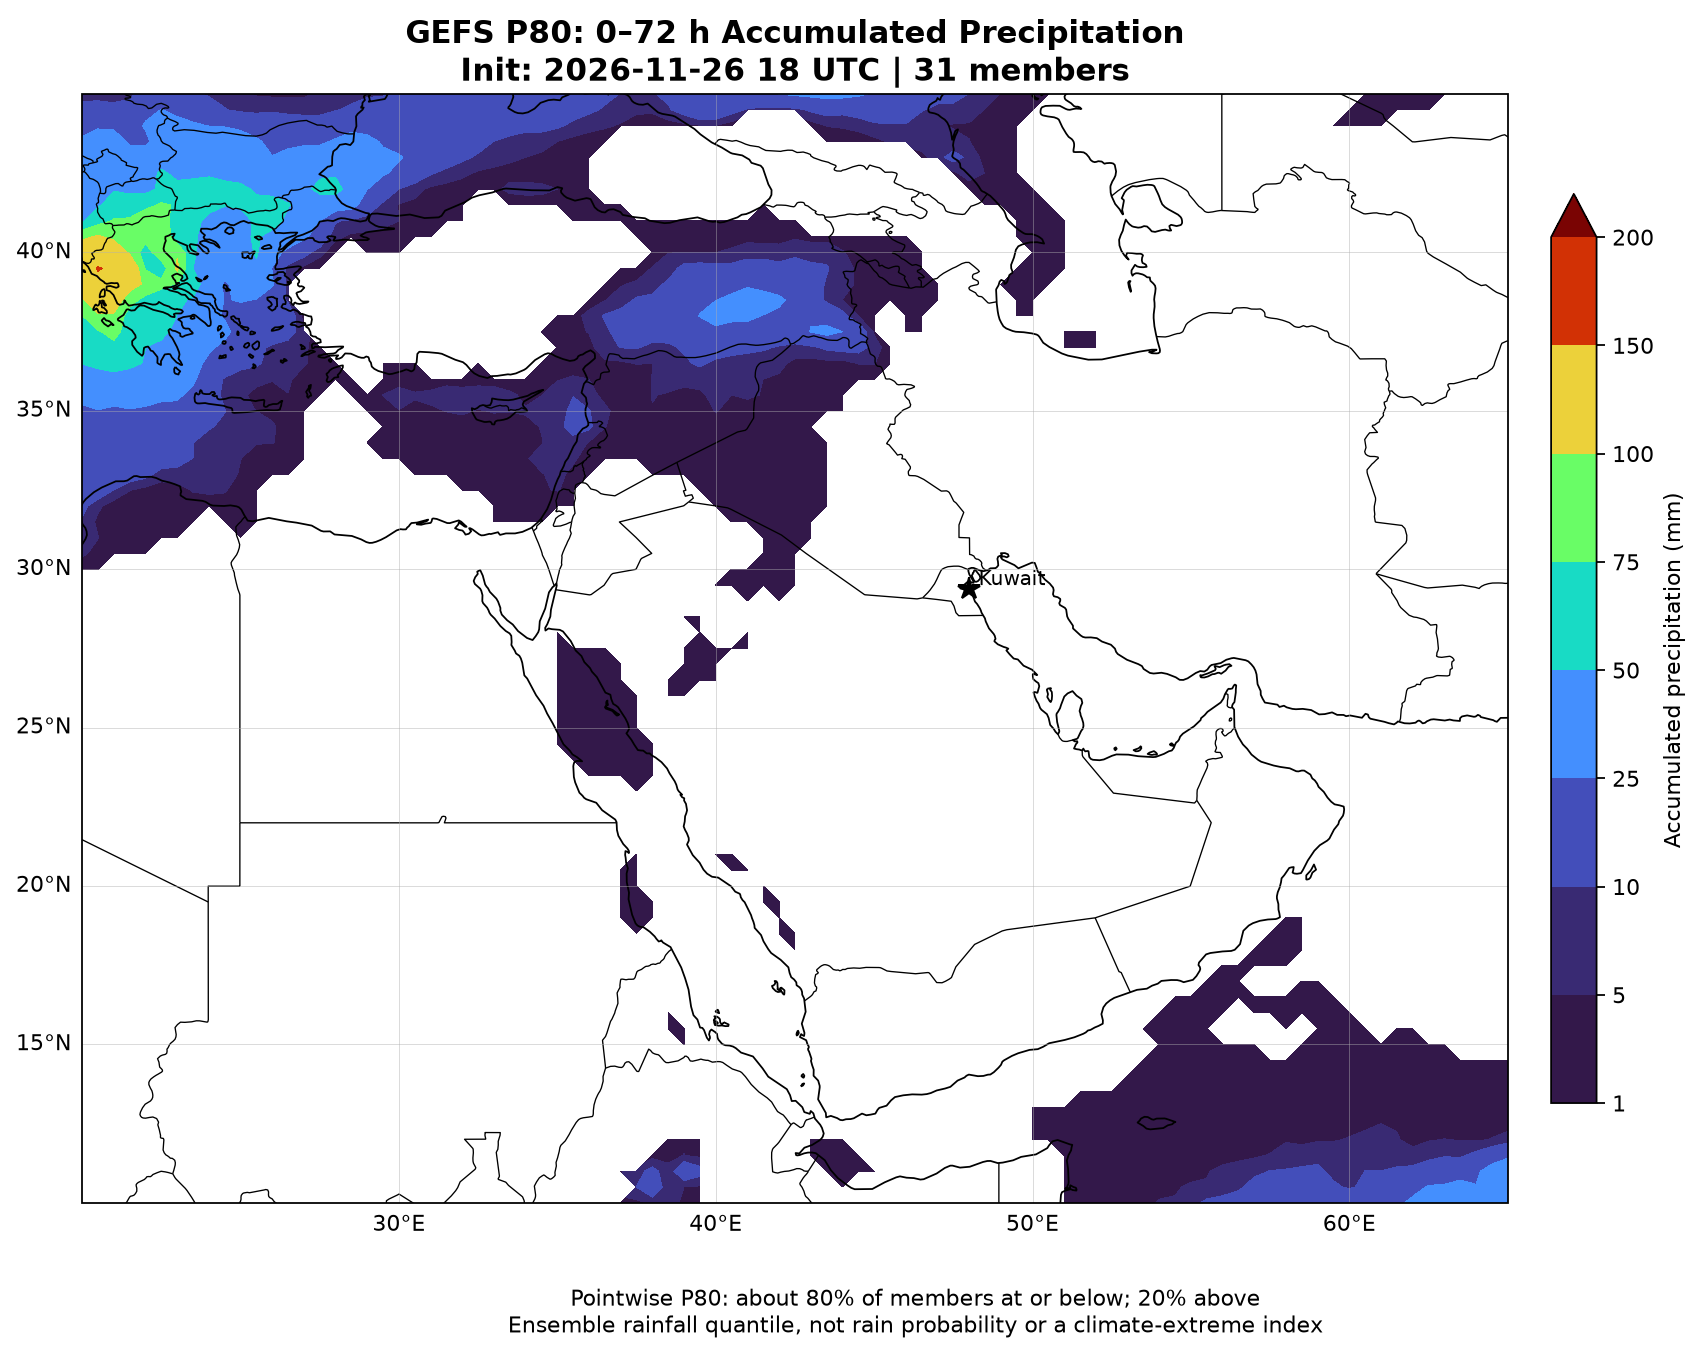 GEFS P80: 0–72 h Accumulated Precipitation
Init: 2026-11-26 18 UTC | 31 members
40°N
35°N
30°N
25°N
20°N
15°N
30°E
40°E
50°E
60°E
Kuwait
200
150
100
75
50
25
10
5
1
Accumulated precipitation (mm)
Pointwise P80: about 80% of members at or below; 20% above
Ensemble rainfall quantile, not rain probability or a climate-extreme index